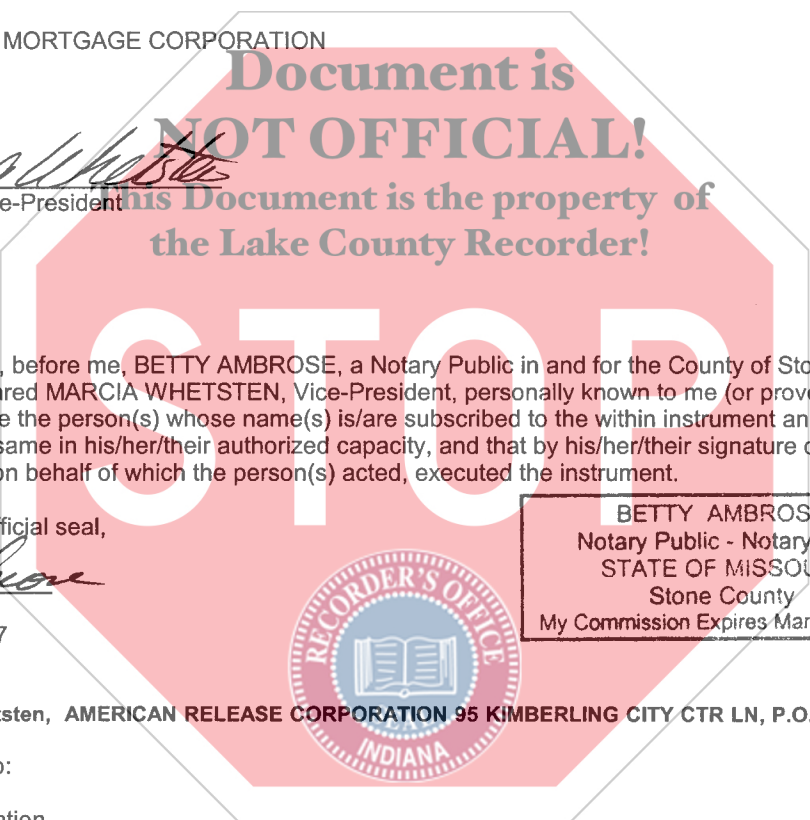 MORTGAGE CORPORATION
Document is
NOT OFFICIAL!
e-President
This Document is the property of
the Lake County Recorder!
STOP
, before me, BETTY AMBROSE, a Notary Public in and for the County of Sto
ared MARCIA WHETSTEN, Vice-President, personally known to me (or prove
e the person(s) whose name(s) is/are subscribed to the within instrument an
same in his/her/their authorized capacity, and that by his/her/their signature o
on behalf of which the person(s) acted, executed the instrument.
ficial seal,
BETTY AMBROS
Notary Public - Notary
STATE OF MISSOU
Stone County
My Commission Expires Mar
7
RECORDER'S OFFICE
SEAL
INDIANA
tsten, AMERICAN RELEASE CORPORATION 95 KIMBERLING CITY CTR LN, P.O.
o:
ation